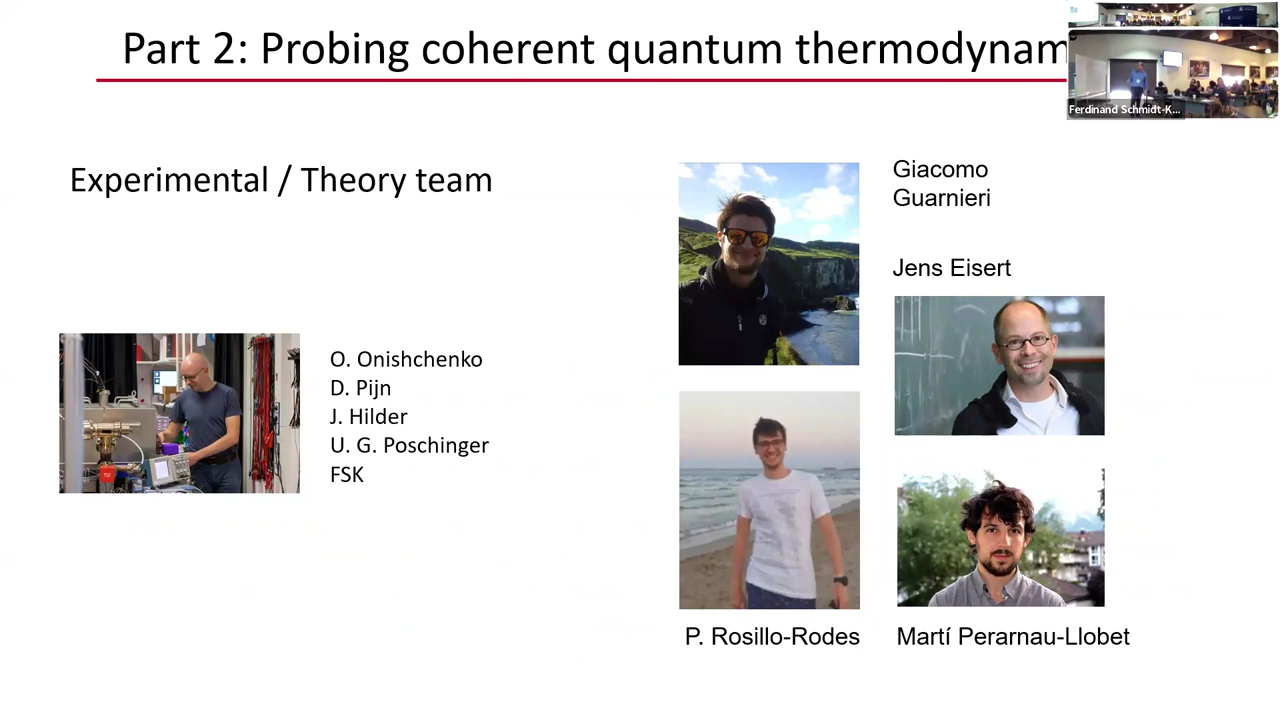 Part 2: Probing coherent quantum thermodynam
Ferdinand Schmidt-K...
Experimental / Theory team
Giacomo
Guarnieri
Jens Eisert
O. Onishchenko
D. Pijn
J. Hilder
U. G. Poschinger
FSK
P. Rosillo-Rodes
Martí Perarnau-Llobet